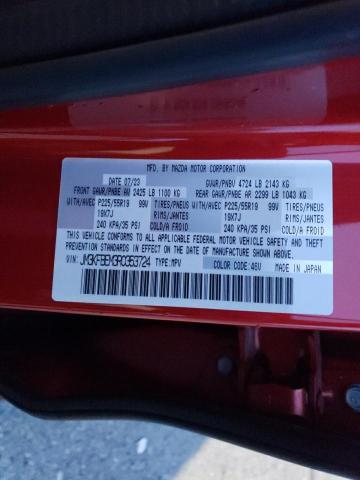 MFD. BY MAZDA MOTOR CORPORATION
DATE 07/23 GVWR/PNBV 4724 LB 2143 KG
FRONT GAWR/PNBE AV 2425 LB 1100 KG REAR GAWR/PNBE AR 2299 LB 1043 KG
WITH/AVEC P225/55R19 99V TIRES/PNEUS WITH/AVEC P225/55R19 99V TIRES/PNEUS
19X7J RIMS/JANTES 19X7J RIMS/JANTES
240 KPA/35 PSI COLD/A FROID 240 KPA/35 PSI COLD/A FROID
THIS VEHICLE CONFORMS TO ALL APPLICABLE FEDERAL MOTOR VEHICLE SAFETY AND THEFT
PREVENTION STANDARDS IN EFFECT ON THE DATE OF MANUFACTURE SHOWN ABOVE.
VIN: JM3KFBEM3R0353724 TYPE: MPV COLOR CODE: 46V MADE IN JAPAN